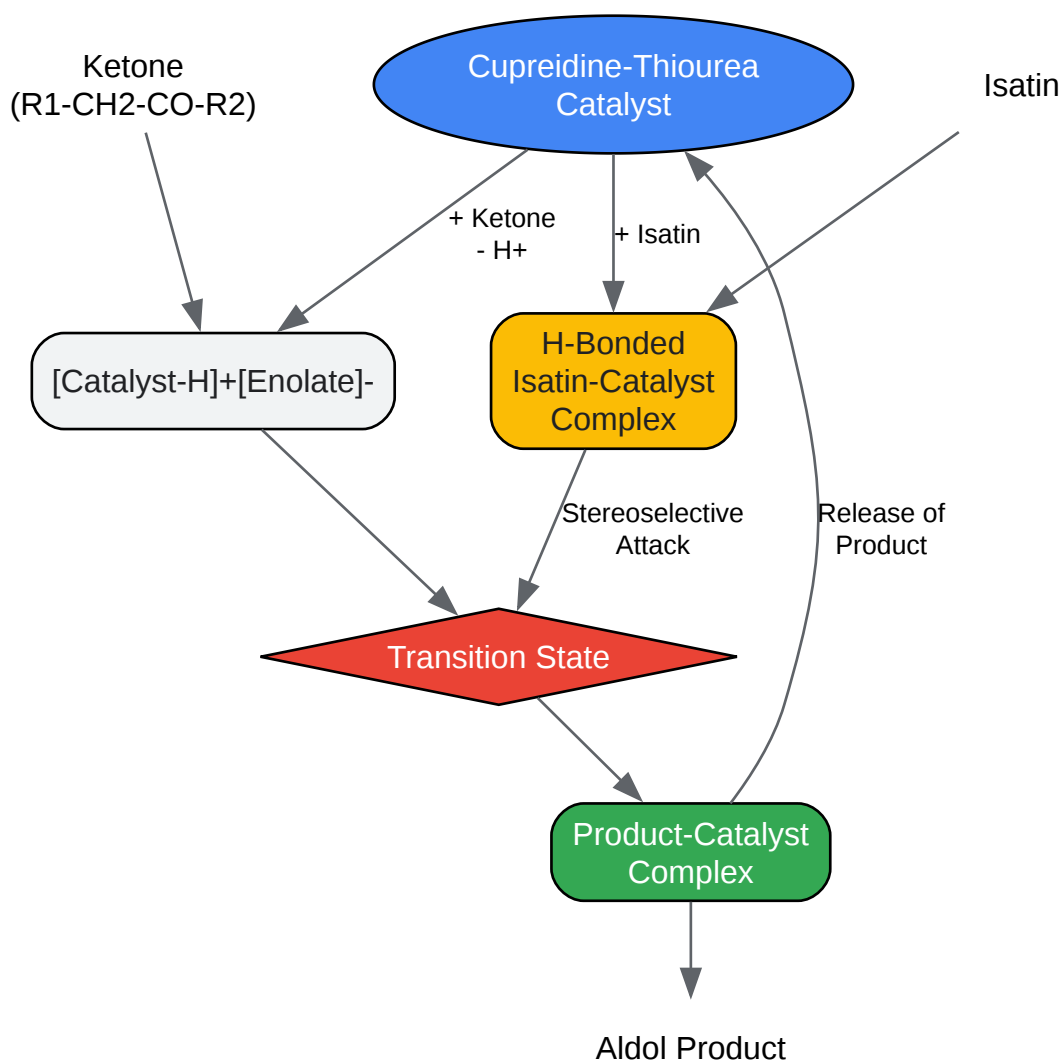 Ketone
(R1-CH2-CO-R2)
Cupreidine-Thiourea
Catalyst
Isatin
+ Ketone
- H+
+ Isatin
[Catalyst-H]+[Enolate]-
H-Bonded
Isatin-Catalyst
Complex
Stereoselective
Attack
Release of
Product
Transition State
Product-Catalyst
Complex
Aldol Product